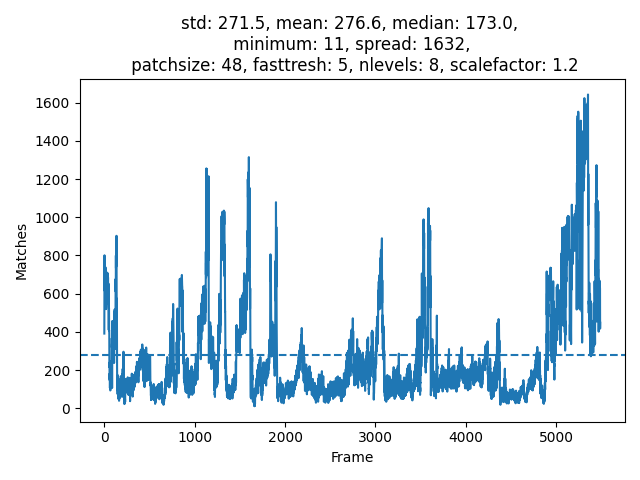 std: 271.5, mean: 276.6, median: 173.0,
minimum: 11, spread: 1632,
patchsize: 48, fasttresh: 5, nlevels: 8, scalefactor: 1.2
1600
1400
1200
1000
800
600
400
200
0
Matches
0 1000 2000 3000 4000 5000
Frame